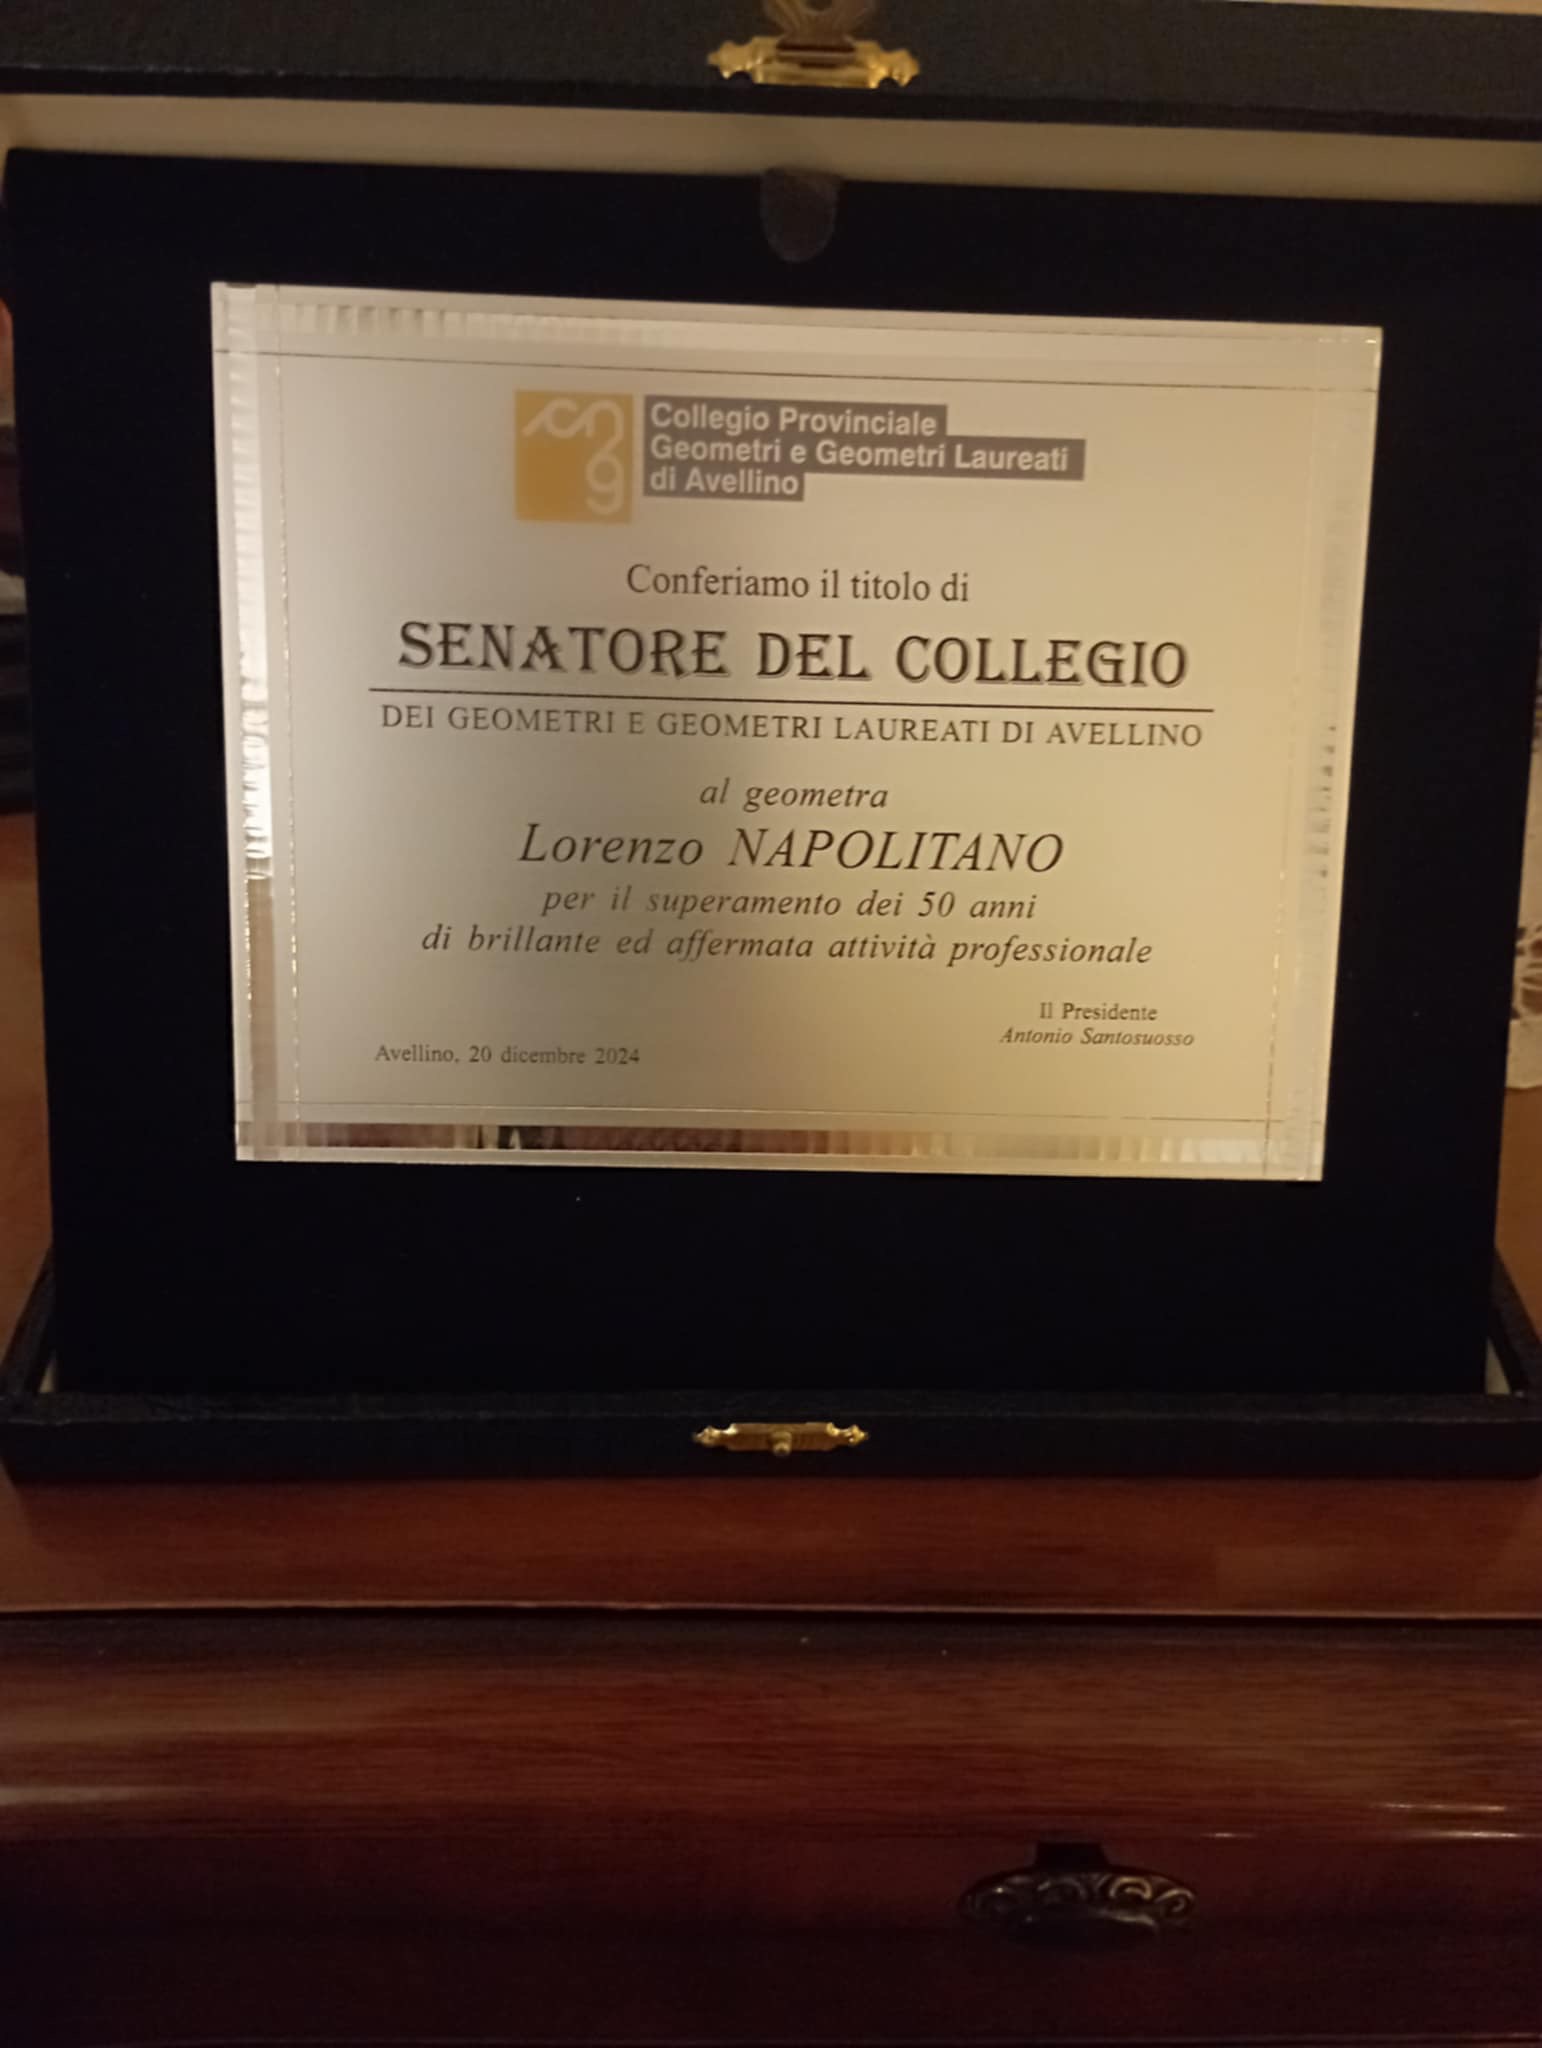 cng
Collegio Provinciale
Geometri e Geometri Laureati
di Avellino
Conferiamo il titolo di
SENATORE DEL COLLEGIO
DEI GEOMETRI E GEOMETRI LAUREATI DI AVELLINO
al geometra
Lorenzo NAPOLITANO
per il superamento dei 50 anni
di brillante ed affermata attività professionale
Il Presidente
Antonio Santosuosso
Avellino, 20 dicembre 2024